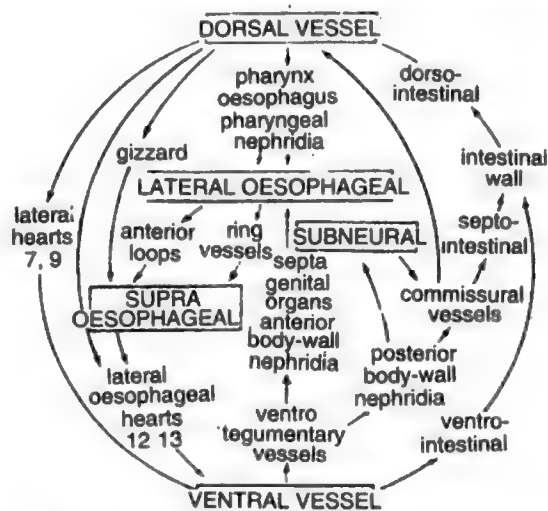 DORSAL VESSEL
pharynx
oesophagus
pharyngeal
nephridia
dorso-
intestinal
gizzard
intestinal
wall
LATERAL OESOPHAGEAL
lateral
hearts
7, 9
anterior
loops
ring
vessels
SUBNEURAL
septo-
intestinal
septa
genital
organs
anterior
body-wall
nephridia
SUPRA
OESOPHAGEAL
commissural
vessels
posterior
body-wall
nephridia
lateral
oesophageal
hearts
12 13
ventro
tegumentary
vessels
ventro-
intestinal
VENTRAL VESSEL